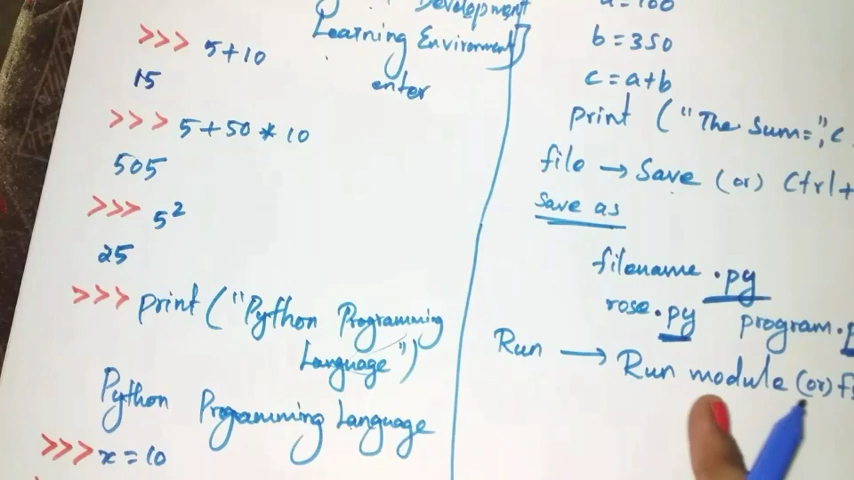 Development
Learning Environment]
enter
>>> 5+10
15
>>> 5+50 * 10
505
>>> 5²
25
>>> print("Python Programming
Language")
Python Programming Language
>>> x=10
a=100
b=350
c=a+b
print ("The Sum=",c
file → Save (or) Ctrl+
Save as
filename.py
rose.py program.p
Run → Run module (or) f